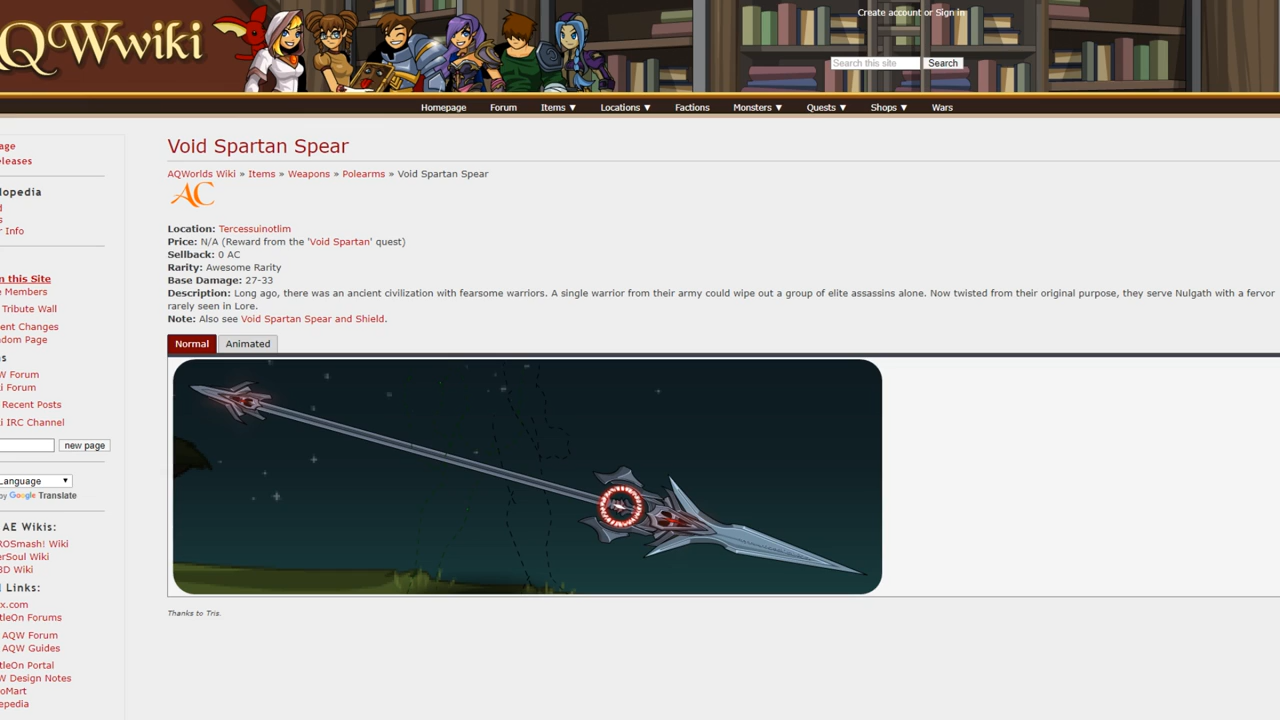 QWwiki
Create account or Sign in
Search this site Search
Homepage Forum Items ▼ Locations ▼ Factions Monsters ▼ Quests ▼ Shops ▼ Wars
age
eleases
lopedia
d
s
r Info
n this Site
e Members
Tribute Wall
ent Changes
ndom Page
ns
W Forum
i Forum
Recent Posts
i IRC Channel
new page
Language ▼
by Google Translate
AE Wikis:
ROSmash! Wiki
erSoul Wiki
3D Wiki
l Links:
x.com
tleOn Forums
AQW Forum
AQW Guides
tleOn Portal
W Design Notes
oMart
epedia
Void Spartan Spear
AQWorlds Wiki » Items » Weapons » Polearms » Void Spartan Spear
AC
Location: Tercessuinotlim
Price: N/A (Reward from the 'Void Spartan' quest)
Sellback: 0 AC
Rarity: Awesome Rarity
Base Damage: 27-33
Description: Long ago, there was an ancient civilization with fearsome warriors. A single warrior from their army could wipe out a group of elite assassins alone. Now twisted from their original purpose, they serve Nulgath with a fervor
rarely seen in Lore.
Note: Also see Void Spartan Spear and Shield.
Normal Animated
Thanks to Tris.